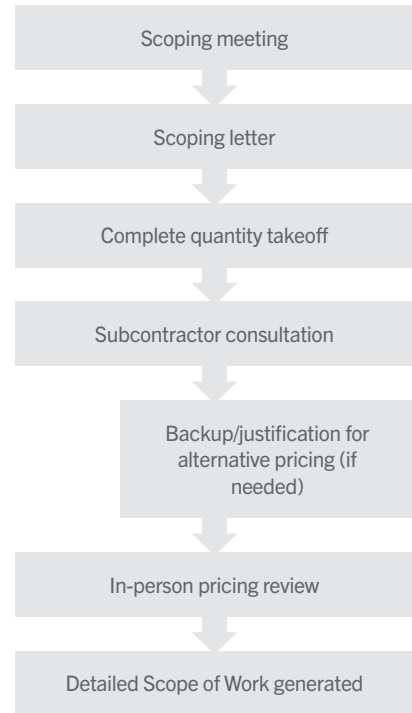 Scoping meeting
Scoping letter
Complete quantity takeoff
Subcontractor consultation
Backup/justification for
alternative pricing (if
needed)
In-person pricing review
Detailed Scope of Work generated